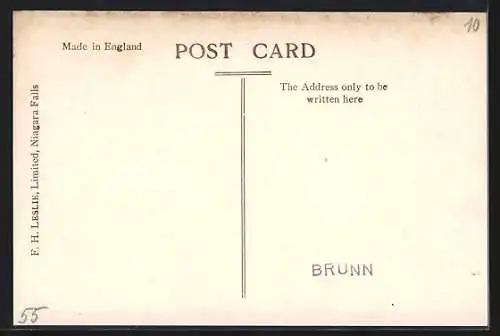 10
Made in England
POST CARD
The Address only to be
written here
F. H. LESLIE, Limited, Niagara Falls
BRUNN
55